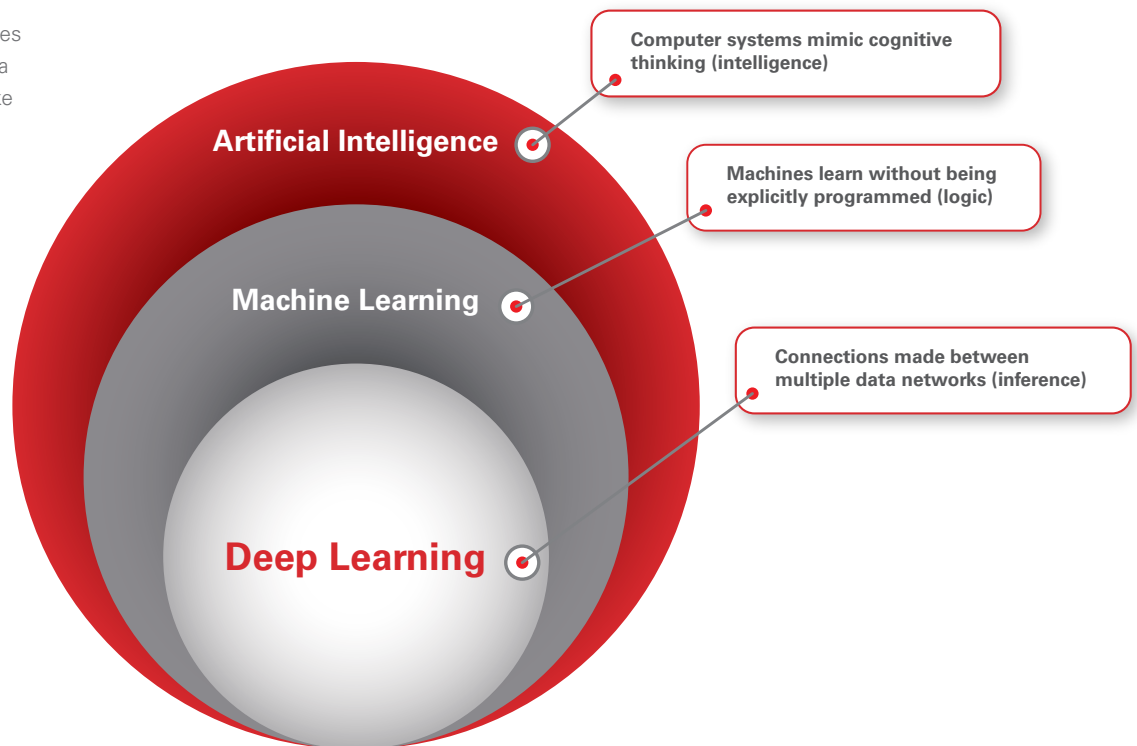 Computer systems mimic cognitive
thinking (intelligence)
Artificial Intelligence
Machines learn without being
explicitly programmed (logic)
Machine Learning
Connections made between
multiple data networks (inference)
Deep Learning